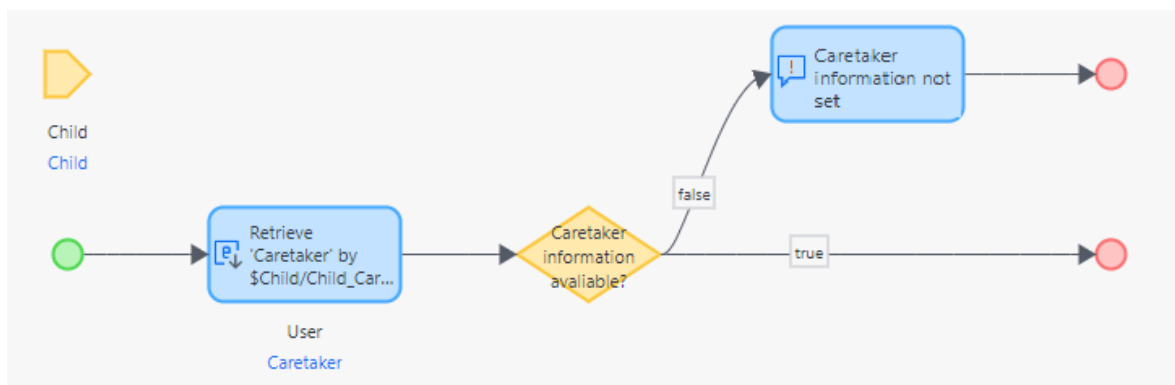 Caretaker
information not
set
Child
Child
false
Retrieve
'Caretaker' by
$Child/Child_Car...
Caretaker
information
avaliable?
true
User
Caretaker